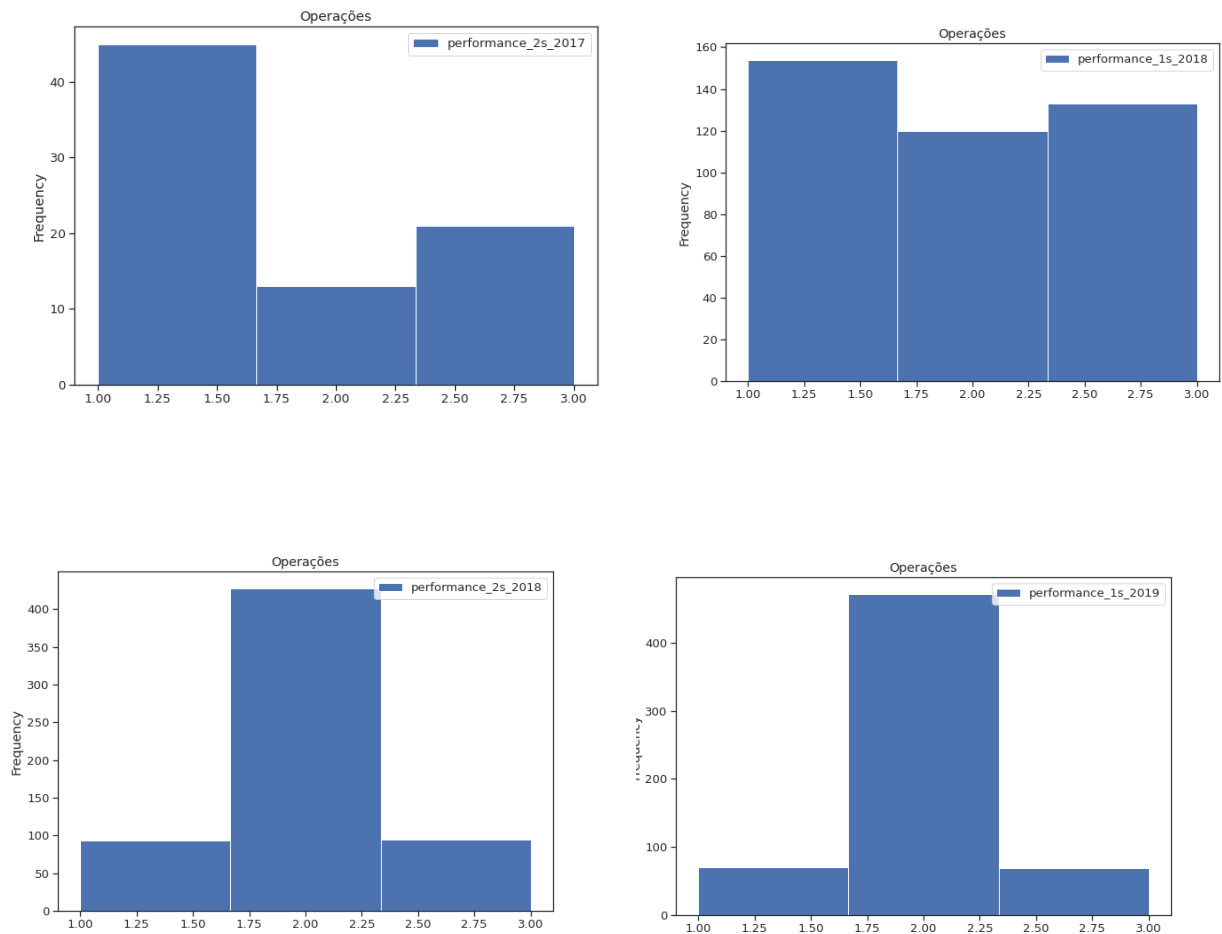 Operações
performance_2s_2017
Frequency
40
30
20
10
0
1.00 1.25 1.50 1.75 2.00 2.25 2.50 2.75 3.00
Operações
performance_1s_2018
Frequency
160
140
120
100
80
60
40
20
0
1.00 1.25 1.50 1.75 2.00 2.25 2.50 2.75 3.00
Operações
performance_2s_2018
Frequency
400
350
300
250
200
150
100
50
0
1.00 1.25 1.50 1.75 2.00 2.25 2.50 2.75 3.00
Operações
performance_1s_2019
Frequency
400
300
200
100
0
1.00 1.25 1.50 1.75 2.00 2.25 2.50 2.75 3.00